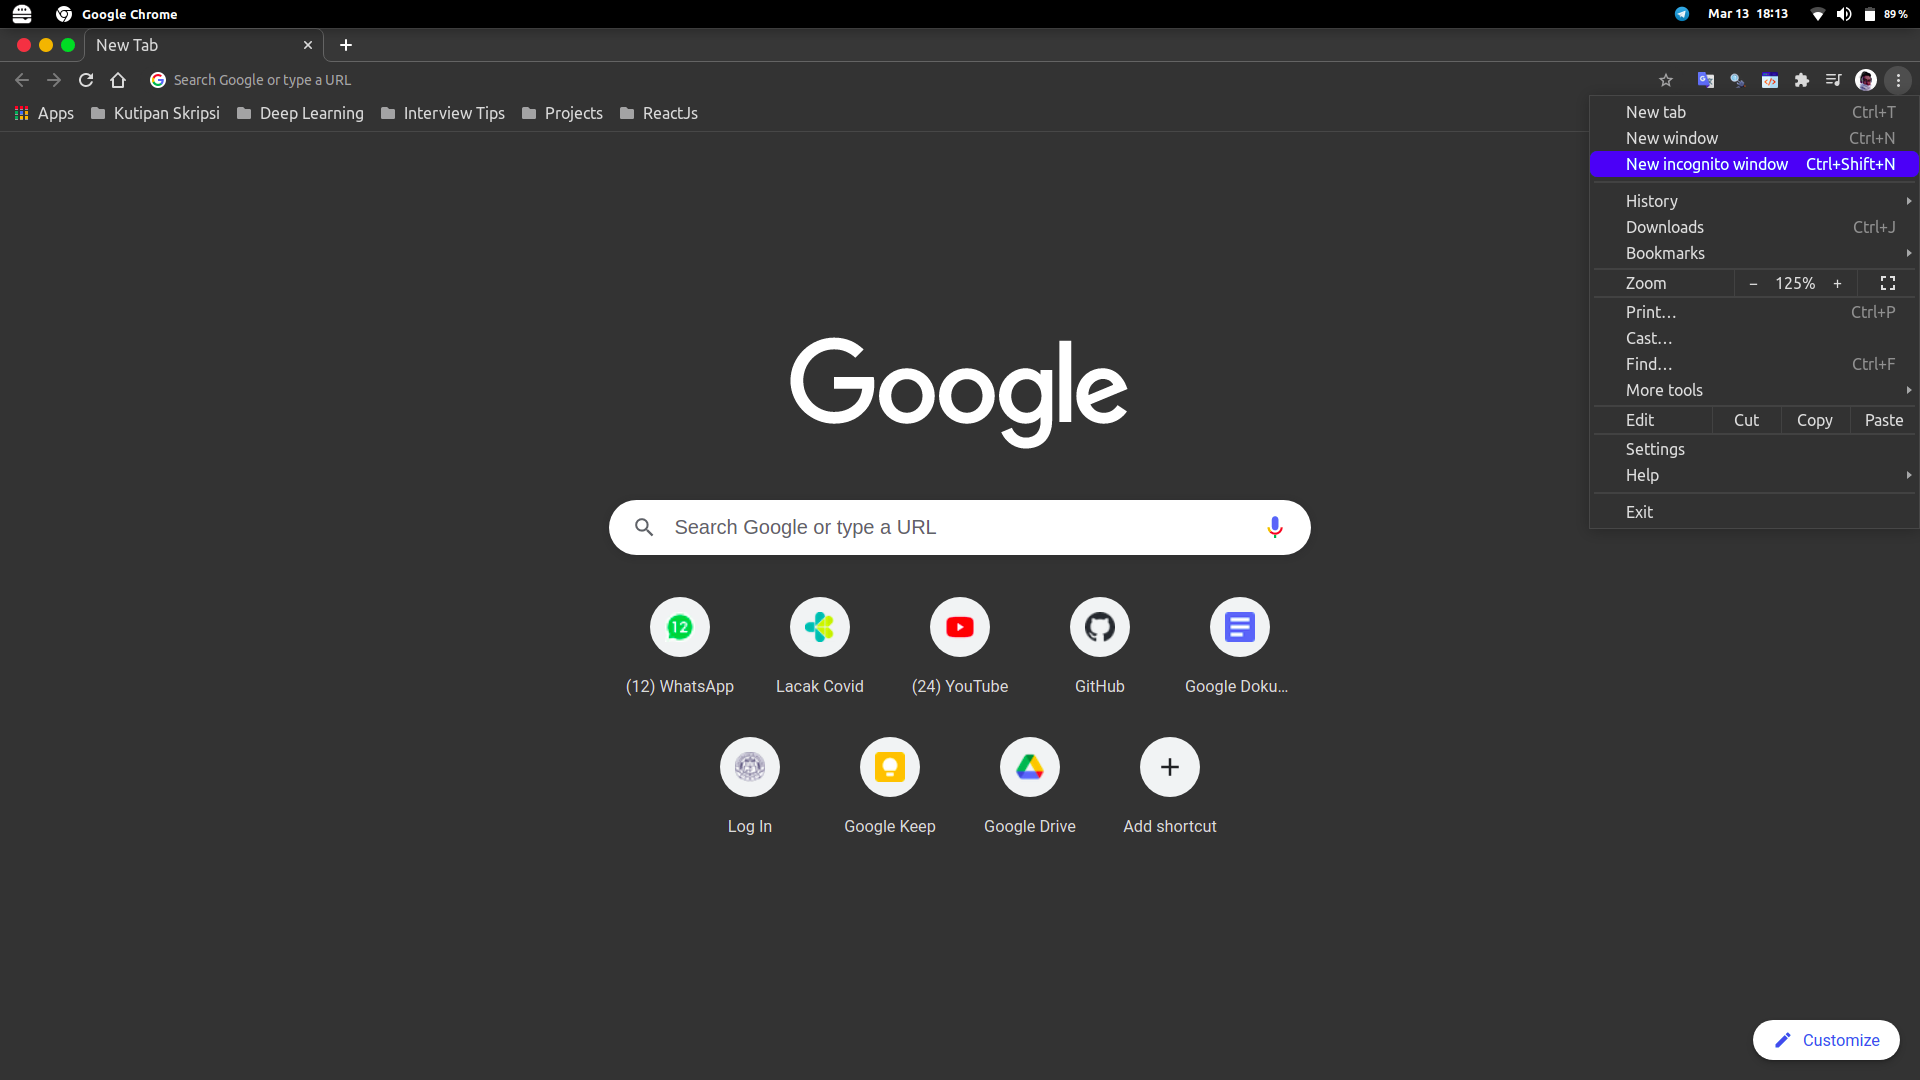 Google Chrome
Mar 13 18:13
89 %
New Tab
Search Google or type a URL
Apps Kutipan Skripsi Deep Learning Interview Tips Projects ReactJs
New tab Ctrl+T
New window Ctrl+N
New incognito window Ctrl+Shift+N
History
Downloads Ctrl+J
Bookmarks
Zoom − 125% +
Print… Ctrl+P
Cast…
Find… Ctrl+F
More tools
Edit Cut Copy Paste
Settings
Help
Exit
Google
Search Google or type a URL
12
(12) WhatsApp Lacak Covid (24) YouTube GitHub Google Doku…
Log In Google Keep Google Drive Add shortcut
Customize